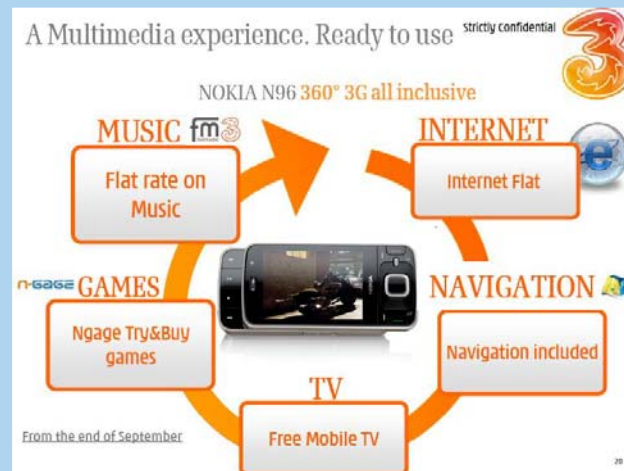 A Multimedia experience. Ready to use
strictly confidential
3
NOKIA N96 360° 3G all inclusive
MUSIC fm3
Flat rate on
Music
INTERNET
Internet Flat
n-gage GAMES
Ngage Try&Buy
games
NAVIGATION
Navigation included
TV
Free Mobile TV
NOKIA
From the end of September
20